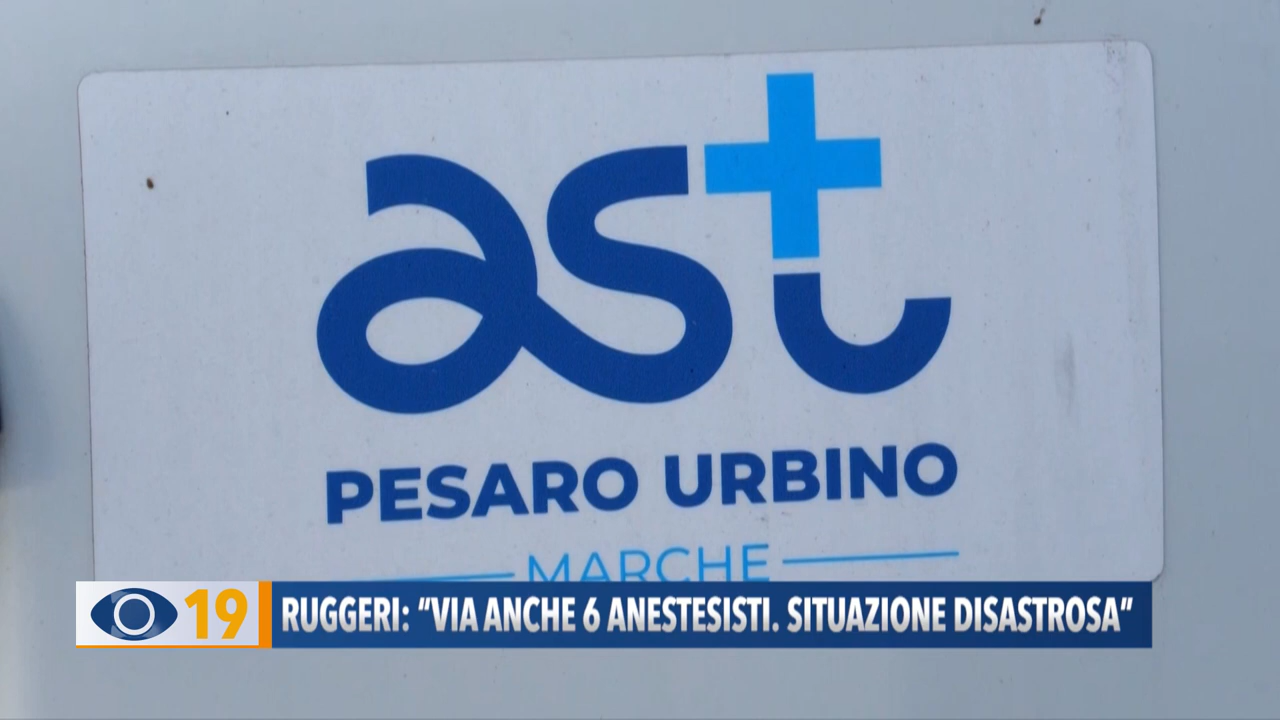 ast
PESARO URBINO
MARCHE
19 RUGGERI: “VIA ANCHE 6 ANESTESISTI. SITUAZIONE DISASTROSA”